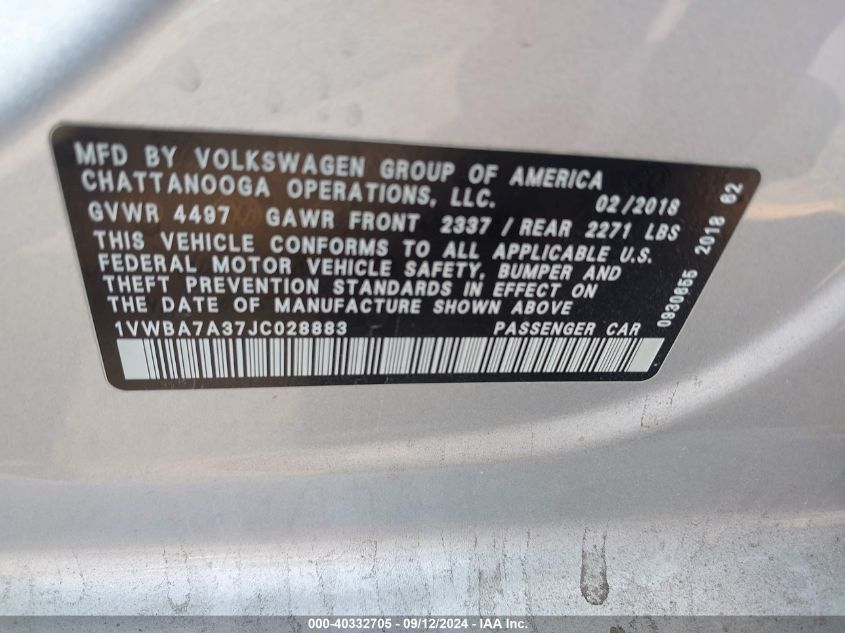 MFD BY VOLKSWAGEN GROUP OF AMERICA
CHATTANOOGA OPERATIONS, LLC. 02/2018
GVWR 4497 GAWR FRONT 2337 / REAR 2271 LBS
THIS VEHICLE CONFORMS TO ALL APPLICABLE U.S.
FEDERAL MOTOR VEHICLE SAFETY, BUMPER AND
THEFT PREVENTION STANDARDS IN EFFECT ON
THE DATE OF MANUFACTURE SHOWN ABOVE
1VWBA7A37JC028883 PASSENGER CAR
0930655 2018 62
000-40332705 - 09/12/2024 - IAA, Inc.